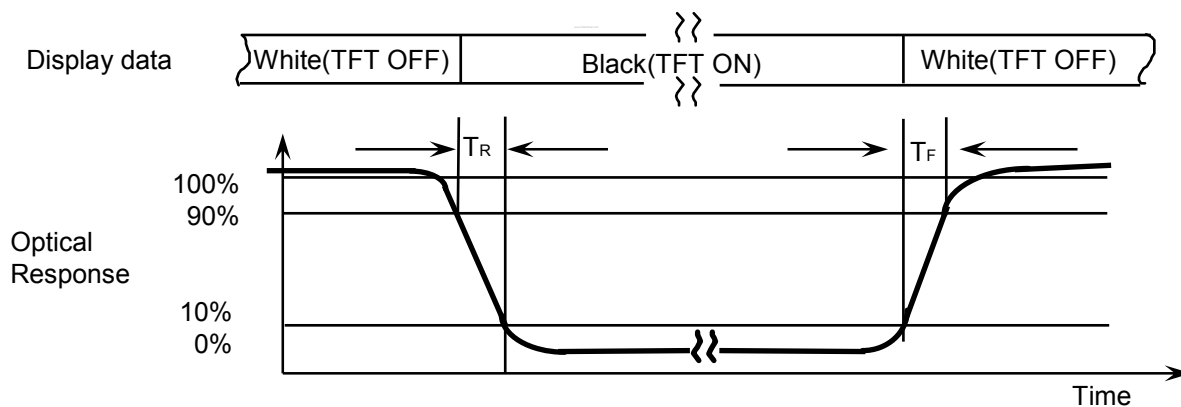 Display data
White(TFT OFF)
Black(TFT ON)
White(TFT OFF)
TR
TF
100%
90%
Optical
Response
10%
0%
Time